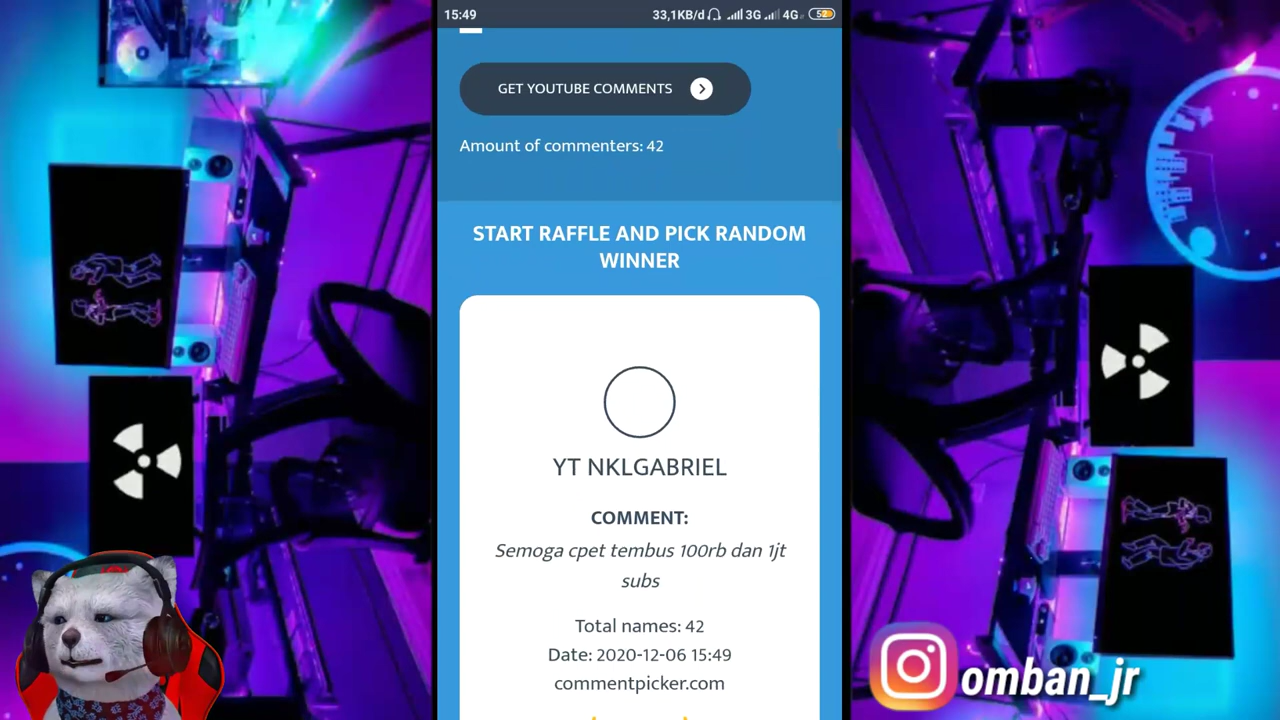 15:49
33,1KB/d 3G 4G 52
GET YOUTUBE COMMENTS
Amount of commenters: 42
START RAFFLE AND PICK RANDOM
WINNER
YT NKLGABRIEL
COMMENT:
Semoga cpet tembus 100rb dan 1jt
subs
Total names: 42
Date: 2020-12-06 15:49
commentpicker.com
omban_jr